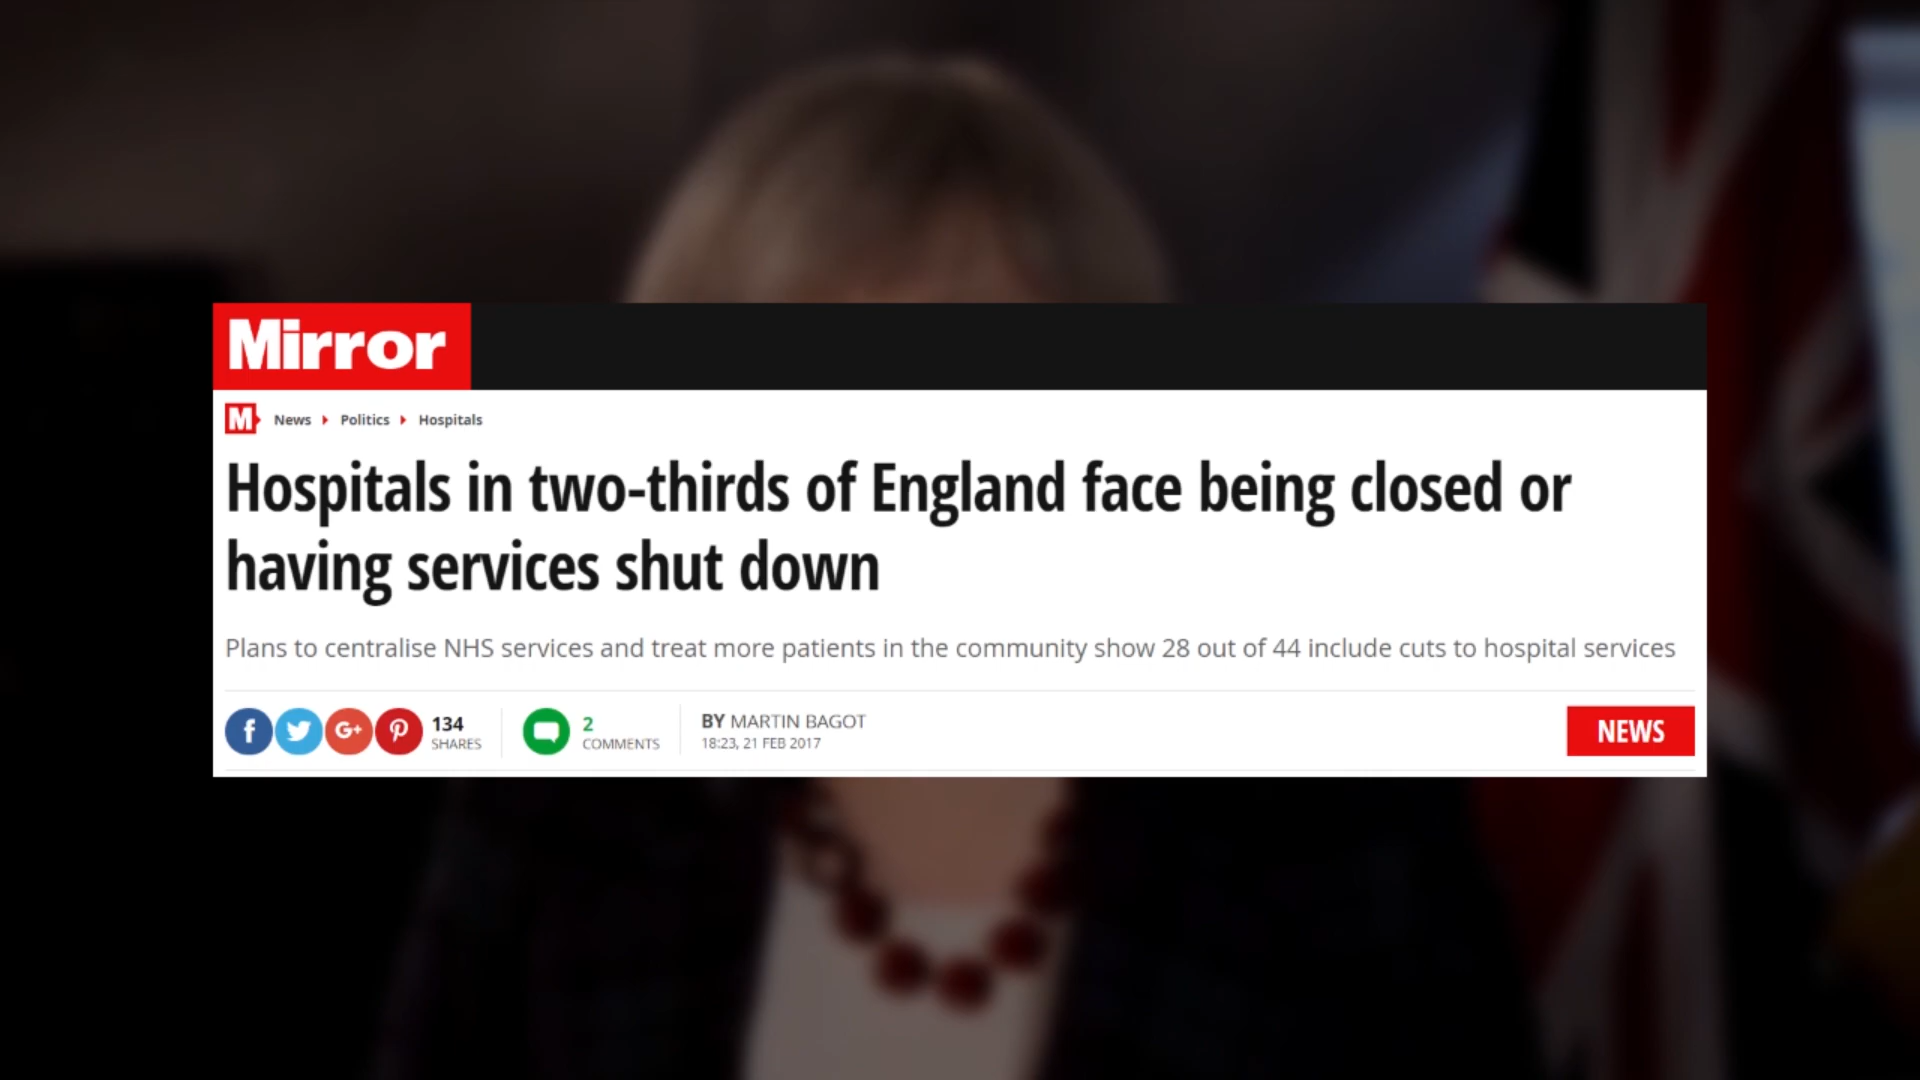 Mirror
M News Politics Hospitals
Hospitals in two-thirds of England face being closed or
having services shut down
Plans to centralise NHS services and treat more patients in the community show 28 out of 44 include cuts to hospital services
f G+ 134 SHARES
2 COMMENTS
BY MARTIN BAGOT
18:23, 21 FEB 2017
NEWS